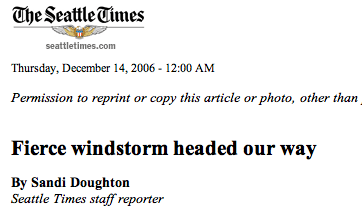 The Seattle Times
seattletimes.com
Thursday, December 14, 2006 - 12:00 AM
Permission to reprint or copy this article or photo, other than
Fierce windstorm headed our way
By Sandi Doughton
Seattle Times staff reporter